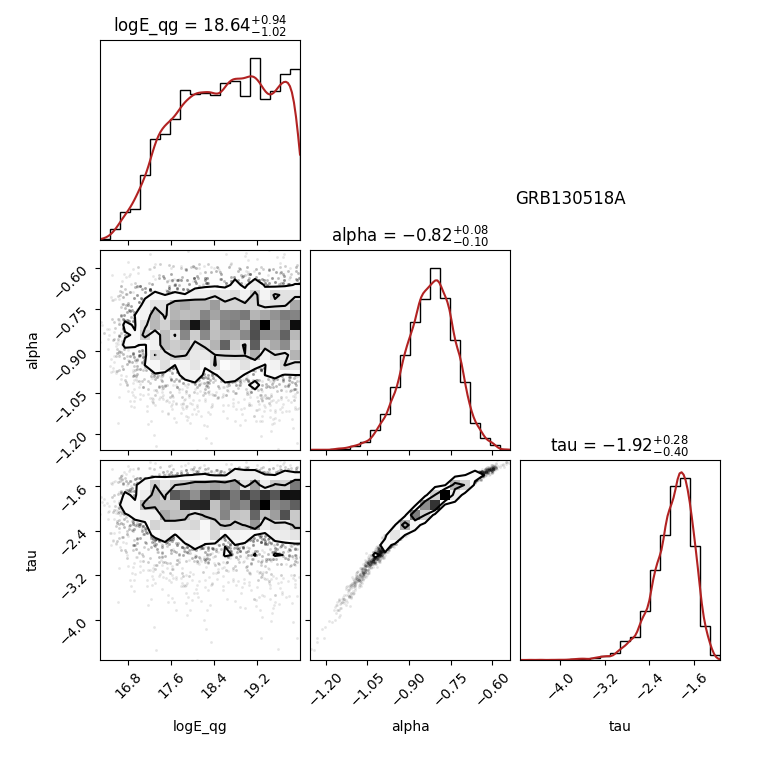 logE_qg = 18.64+0.94−1.02
GRB130518A
alpha = −0.82+0.08−0.10
alpha
−0.60
−0.75
−0.90
−1.05
−1.20
tau = −1.92+0.28−0.40
tau
−1.6
−2.4
−3.2
−4.0
16.8 17.6 18.4 19.2 −1.20 −1.05 −0.90 −0.75 −0.60 −4.0 −3.2 −2.4 −1.6
logE_qg alpha tau